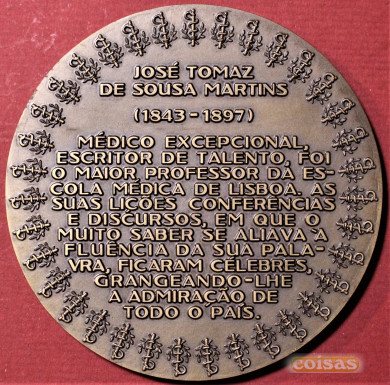 JOSÉ TOMAZ
DE SOUSA MARTINS
(1843-1897)
MÉDICO EXCEPCIONAL,
ESCRITOR DE TALENTO, FOI
O MAIOR PROFESSOR DA ES-
COLA MÉDICA DE LISBOA. AS
SUAS LIÇÕES CONFERÊNCIAS
E DISCURSOS, EM QUE O
MUITO SABER SE ALIAVA À
FLUÊNCIA DA SUA PALA-
VRA, FICARAM CÉLEBRES,
GRANGEANDO-LHE
A ADMIRAÇÃO DE
TODO O PAÍS.
coisas